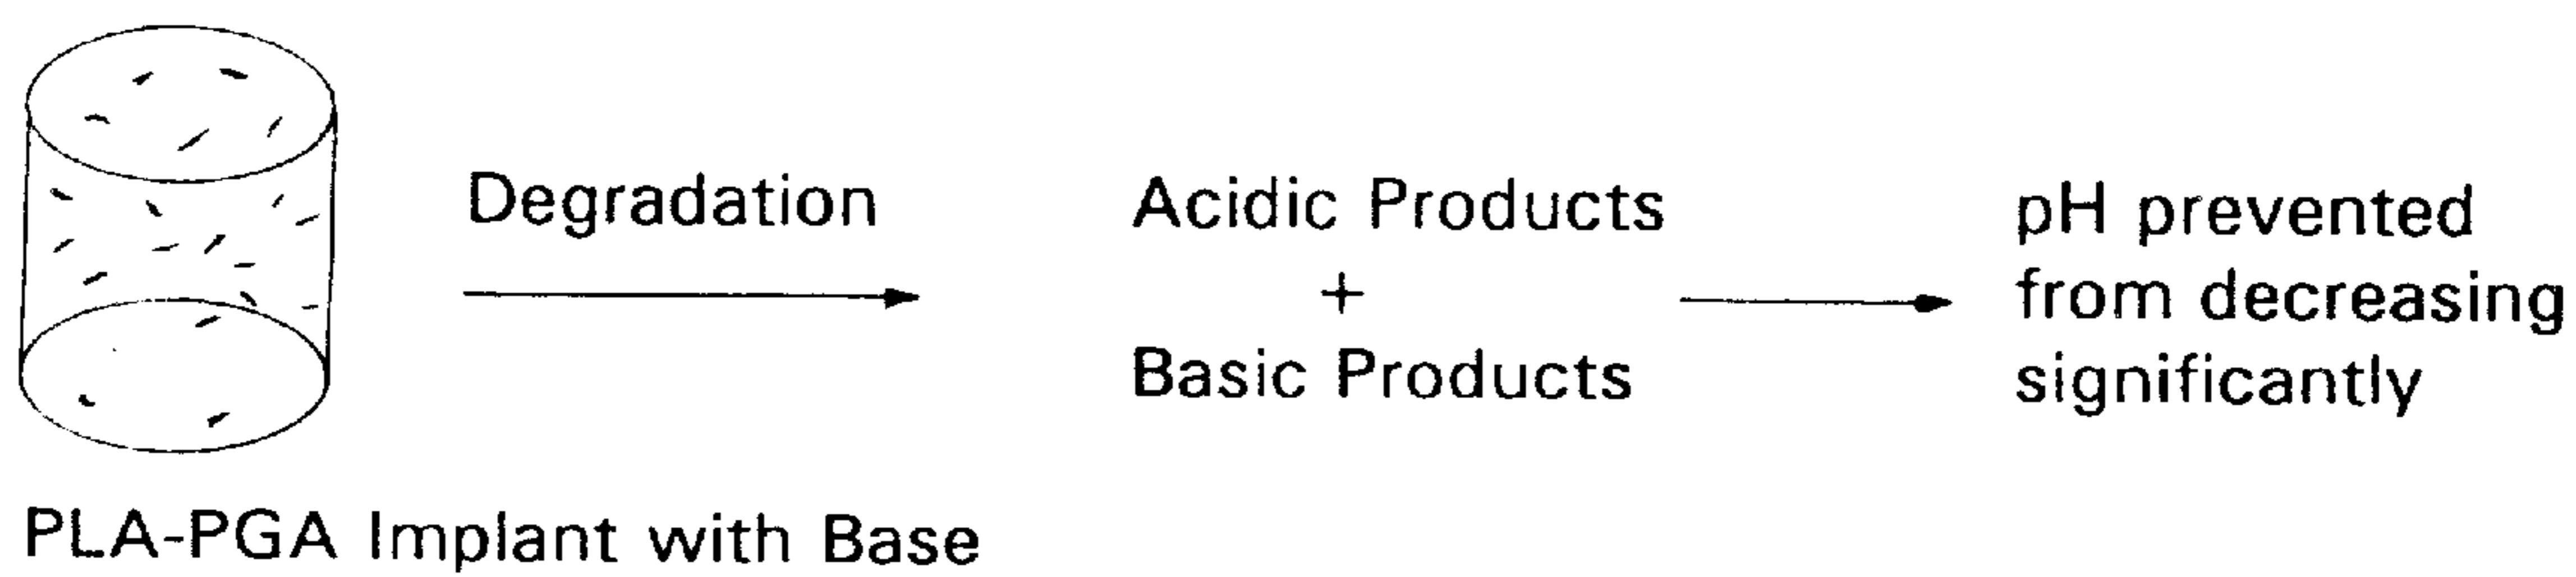 Degradation
Acidic Products
+
Basic Products
pH prevented
from decreasing
significantly
PLA-PGA Implant with Base